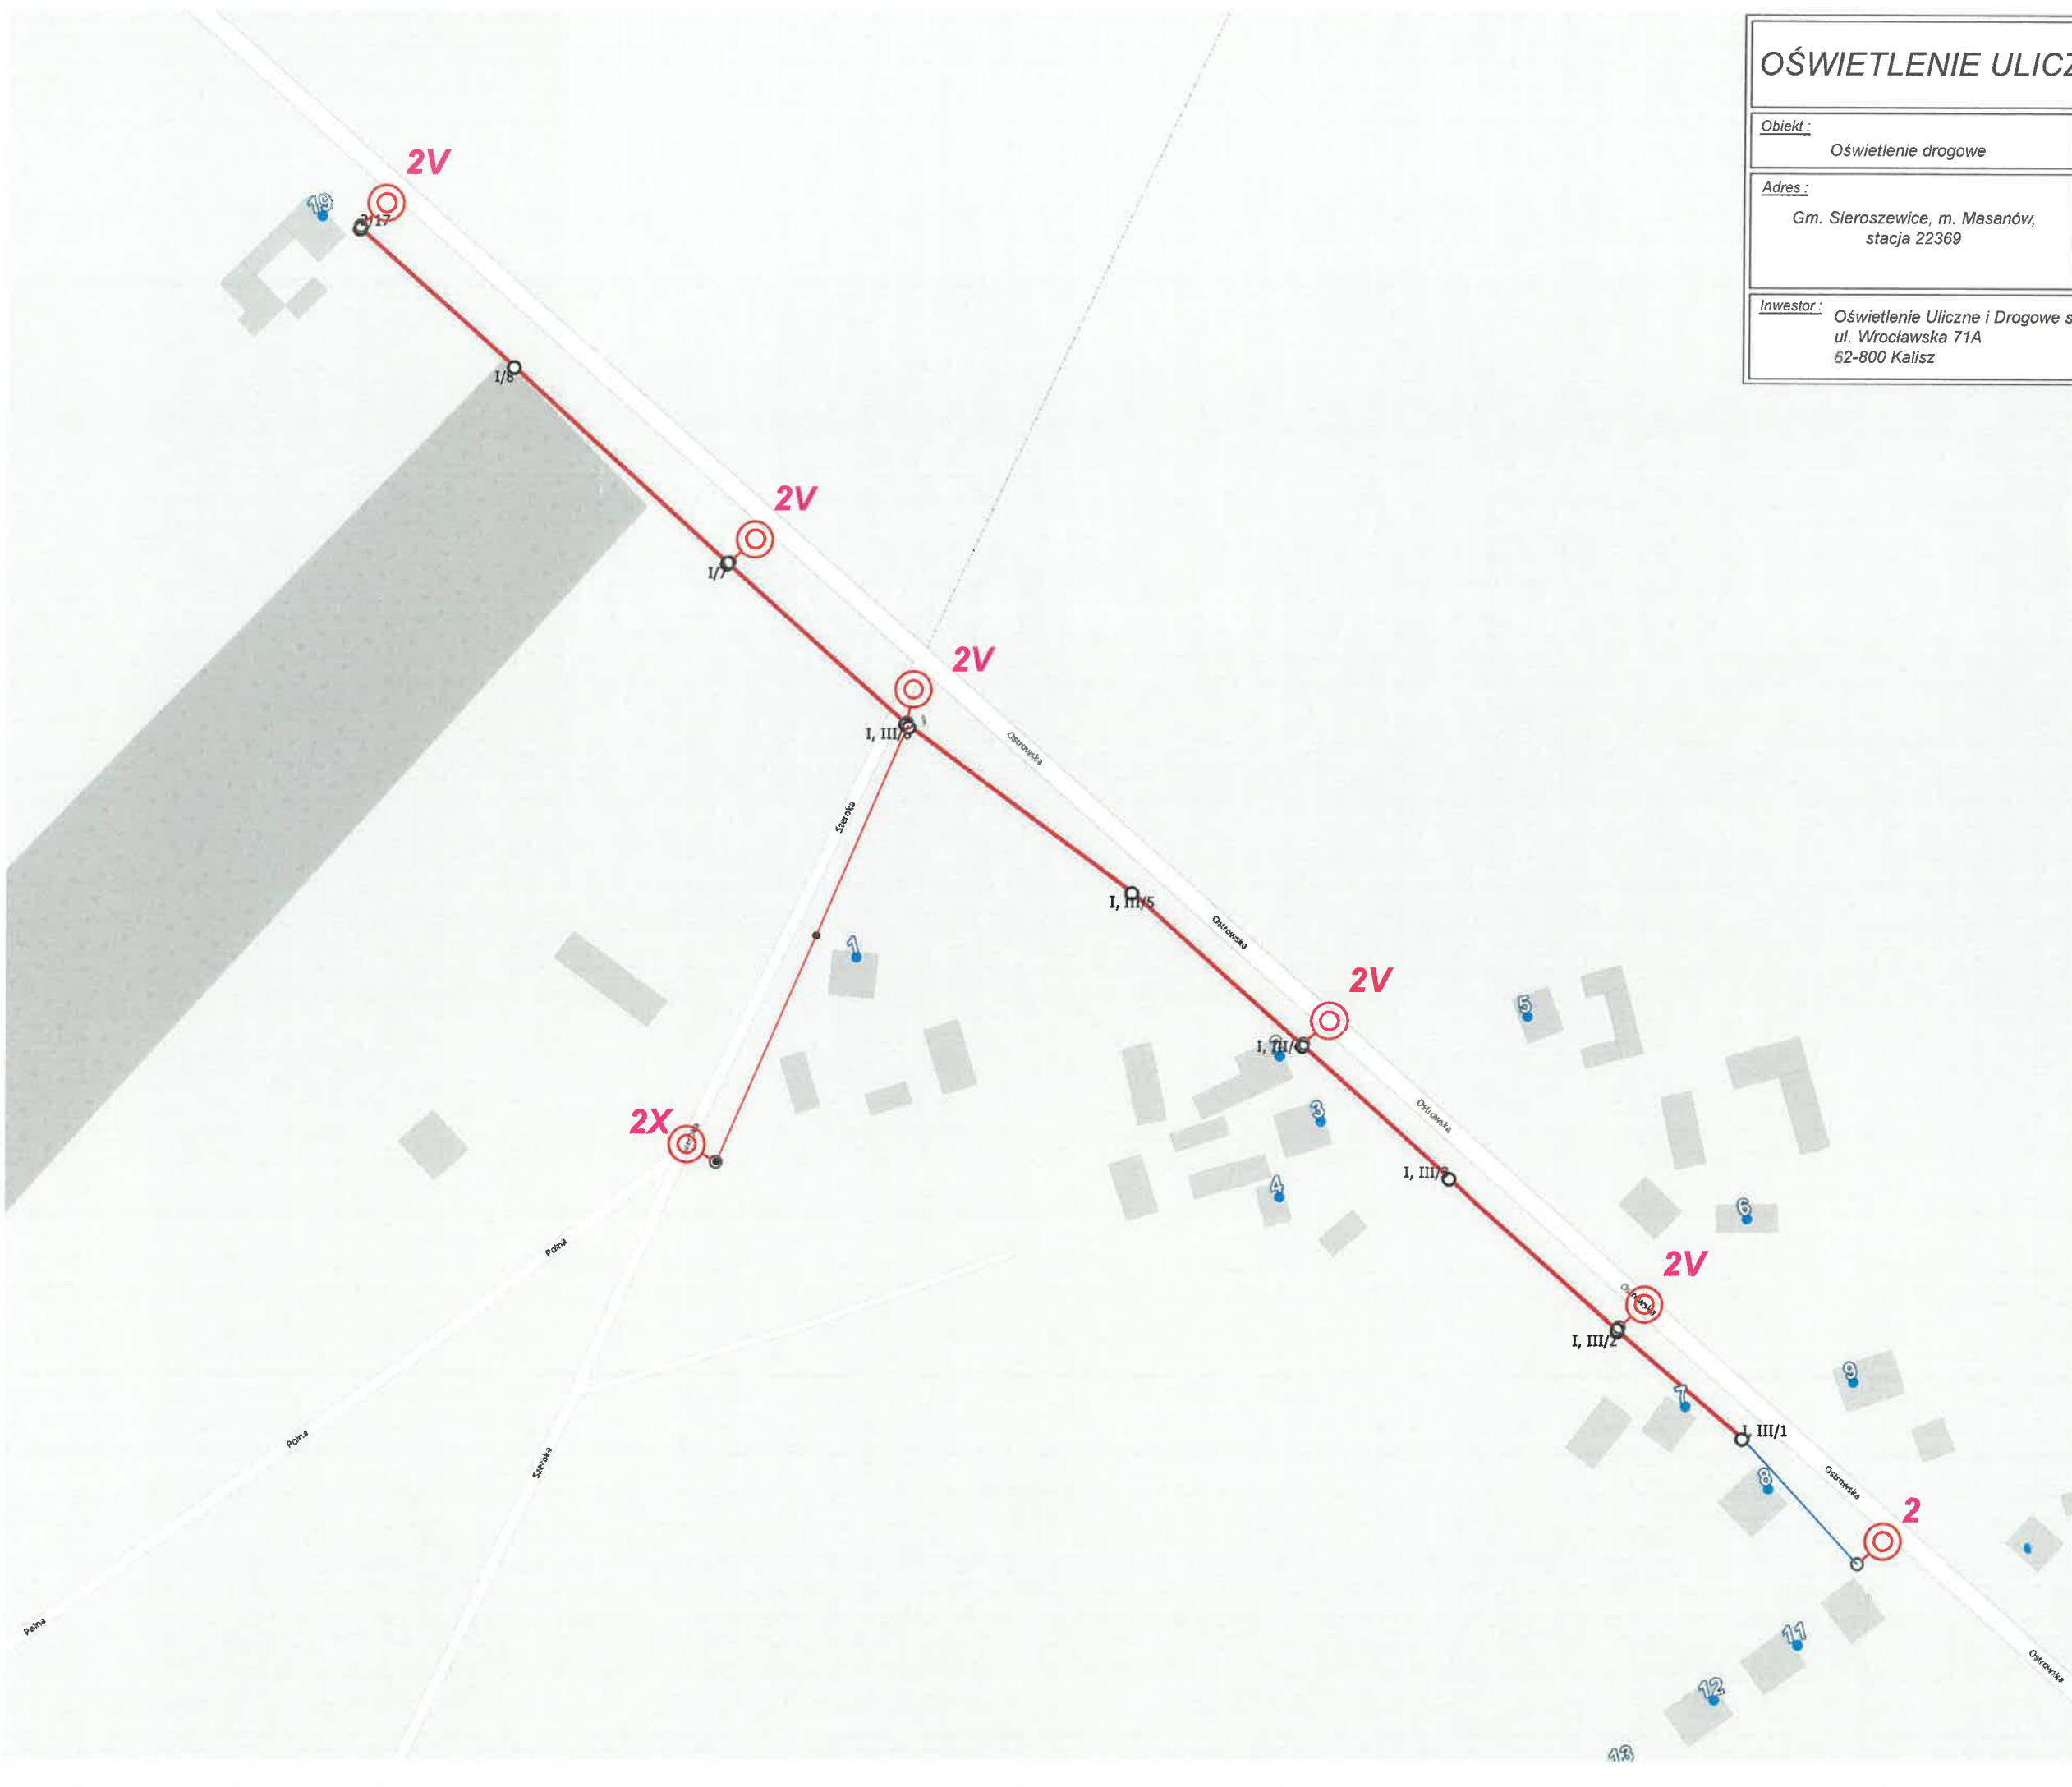 OŚWIETLENIE ULICZ
Obiekt :
Oświetlenie drogowe
Adres :
Gm. Sieroszewice, m. Masanów,
stacja 22369
Inwestor :
Oświetlenie Uliczne i Drogowe s
ul. Wrocławska 71A
62-800 Kalisz
2V
19
I/8
2V
I/7
2V
I, III/6
Ostrowska
Szeroka
I, III/5
Ostrowska
1
2V
5
I, III/
3
Ostrowska
2X
I, III/3
4
6
Polna
2V
Ostrowska
I, III/2
9
7
I, III/1
Polna
Szeroka
8
Ostrowska
2
Polna
11
Ostrowska
12
13